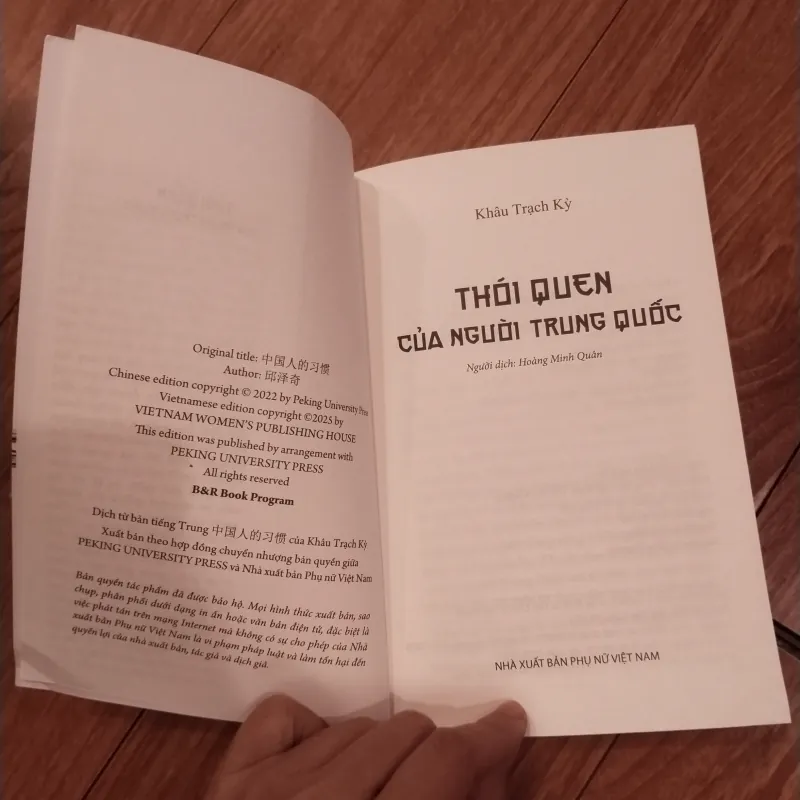 Original title: 中国人的习惯
Author: 邱泽奇
Chinese edition copyright © 2022 by Peking University Press
Vietnamese edition copyright ©2025 by
VIETNAM WOMEN'S PUBLISHING HOUSE
This edition was published by arrangement with
PEKING UNIVERSITY PRESS
All rights reserved
B&R Book Program
Dịch từ bản tiếng Trung 中国人的习惯 của Khâu Trạch Kỳ
Xuất bản theo hợp đồng chuyển nhượng bản quyền giữa
PEKING UNIVERSITY PRESS và Nhà xuất bản Phụ nữ Việt Nam
Bản quyền tác phẩm đã được bảo hộ. Mọi hình thức xuất bản, sao
chụp, phân phối dưới dạng in ấn hoặc văn bản điện tử, đặc biệt là
việc phát tán trên mạng Internet mà không có sự cho phép của Nhà
xuất bản Phụ nữ Việt Nam là vi phạm pháp luật và làm tổn hại đến
quyền lợi của nhà xuất bản, tác giả và dịch giả.
Khâu Trạch Kỳ
THÓI QUEN
CỦA NGƯỜI TRUNG QUỐC
Người dịch: Hoàng Minh Quân
NHÀ XUẤT BẢN PHỤ NỮ VIỆT NAM